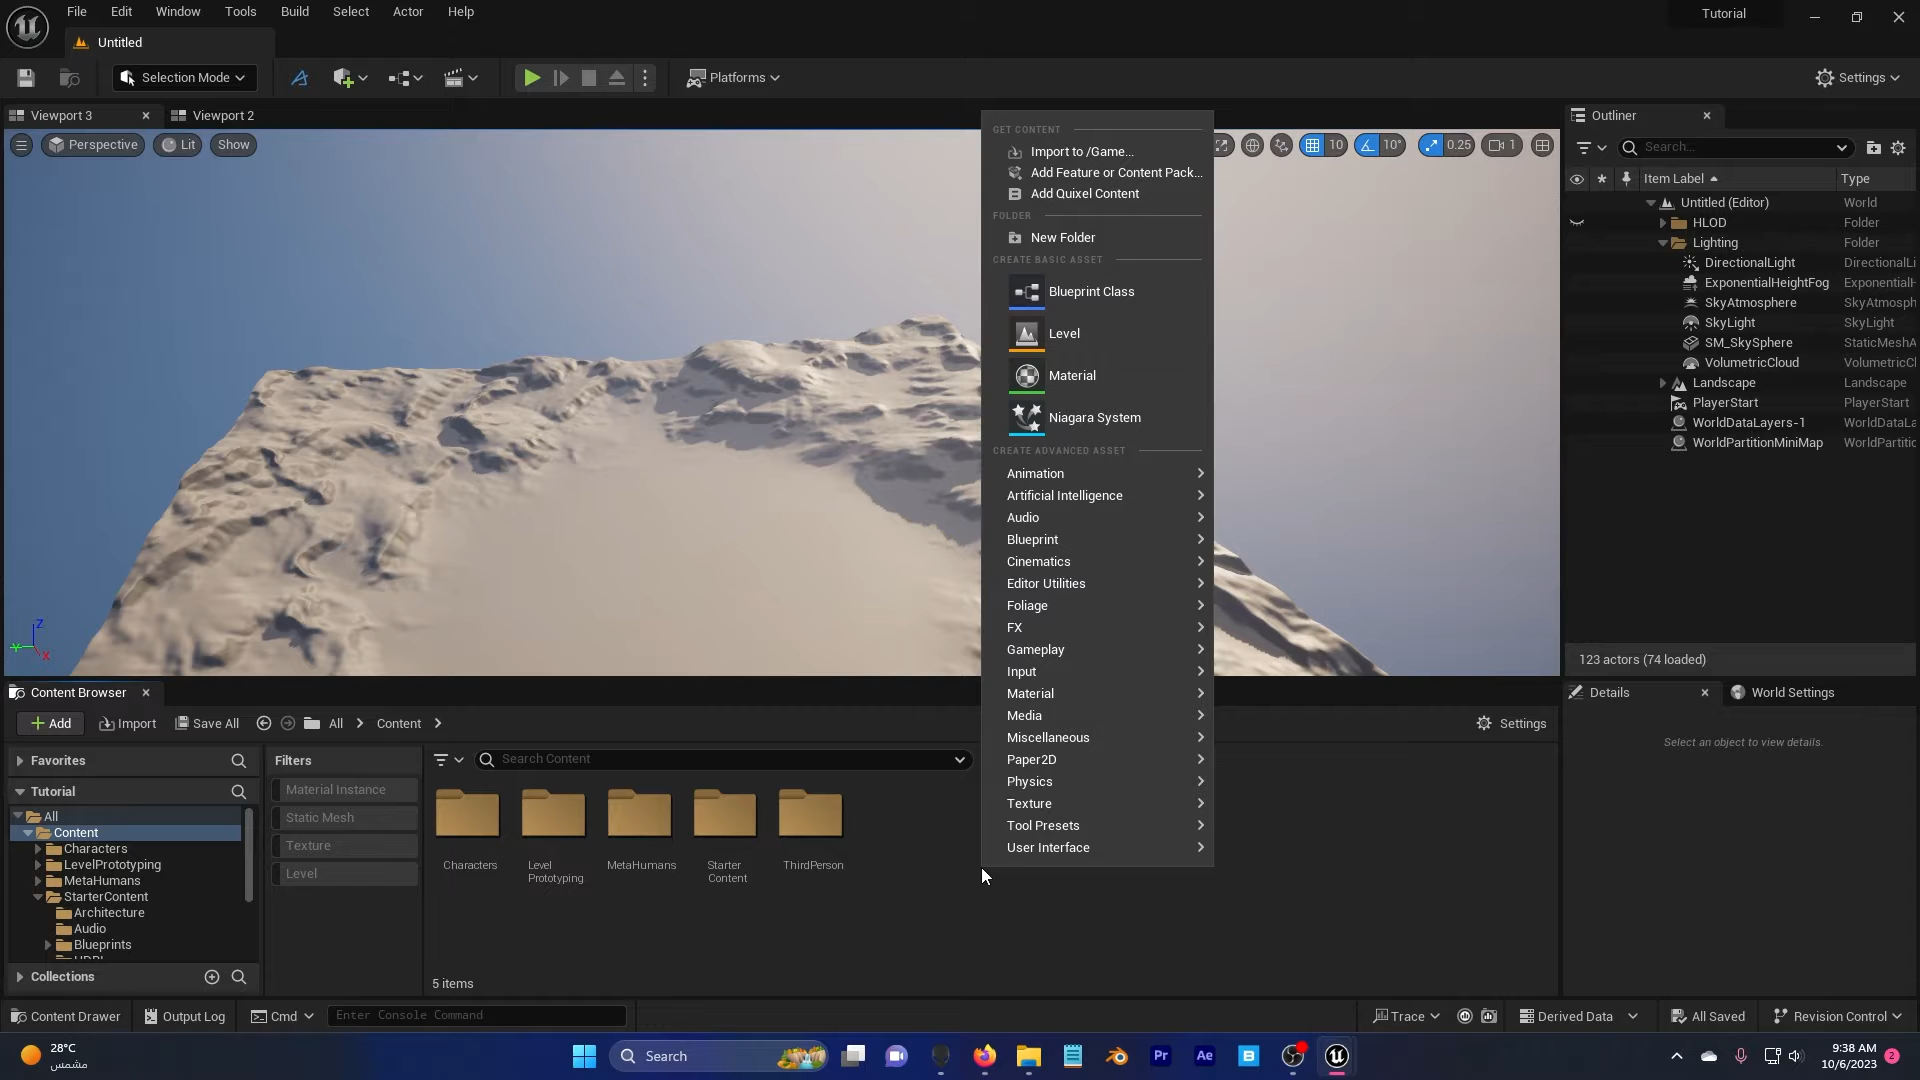 File Edit Window Tools Build Select Actor Help
Tutorial
Untitled
Selection Mode
Platforms
Settings
Viewport 3
Viewport 2
Outliner
Perspective
Lit
Show
10
10°
0.25
1
Search...
Item Label
Type
Untitled (Editor) World
HLOD Folder
Lighting Folder
DirectionalLight DirectionalLi
ExponentialHeightFog ExponentialH
SkyAtmosphere SkyAtmosph
SkyLight SkyLight
SM_SkySphere StaticMeshA
VolumetricCloud VolumetricCl
Landscape Landscape
PlayerStart PlayerStart
WorldDataLayers-1 WorldDataLa
WorldPartitionMiniMap WorldPartitic
123 actors (74 loaded)
GET CONTENT
Import to /Game...
Add Feature or Content Pack...
Add Quixel Content
FOLDER
New Folder
CREATE BASIC ASSET
Blueprint Class
Level
Material
Niagara System
CREATE ADVANCED ASSET
Animation
Artificial Intelligence
Audio
Blueprint
Cinematics
Editor Utilities
Foliage
FX
Gameplay
Input
Material
Media
Miscellaneous
Paper2D
Physics
Texture
Tool Presets
User Interface
Z
Y
X
Content Browser
Details
World Settings
Select an object to view details.
Add
Import
Save All
All
Content
Settings
Favorites
Tutorial
All
Content
Characters
LevelPrototyping
MetaHumans
StarterContent
Architecture
Audio
Blueprints
Collections
Filters
Material Instance
Static Mesh
Texture
Level
Search Content
Characters
Level
Prototyping
MetaHumans
Starter
Content
ThirdPerson
5 items
Content Drawer
Output Log
Cmd
Enter Console Command
Trace
Derived Data
All Saved
Revision Control
28°C
مشمس
Search
Pr
Ae
B
9:38 AM
10/6/2023
2